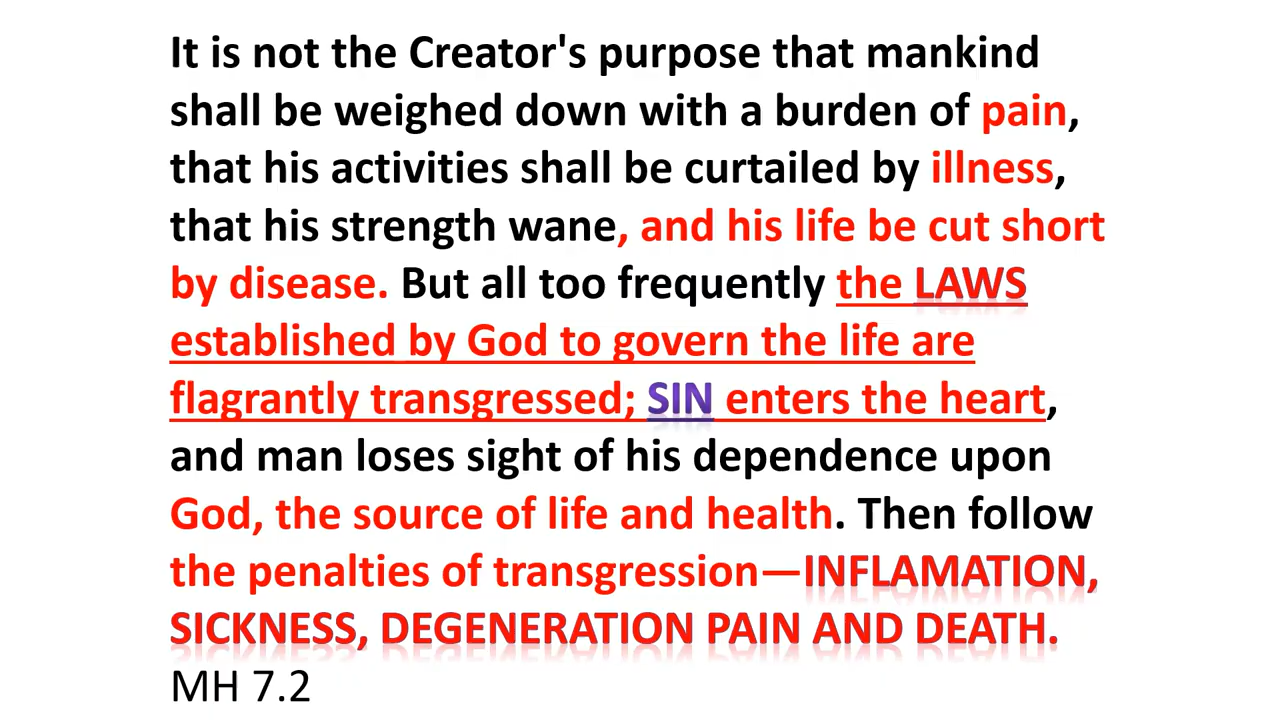 It is not the Creator's purpose that mankind
shall be weighed down with a burden of pain,
that his activities shall be curtailed by illness,
that his strength wane, and his life be cut short
by disease. But all too frequently the LAWS
established by God to govern the life are
flagrantly transgressed; SIN enters the heart,
and man loses sight of his dependence upon
God, the source of life and health. Then follow
the penalties of transgression—INFLAMATION,
SICKNESS, DEGENERATION PAIN AND DEATH.
MH 7.2